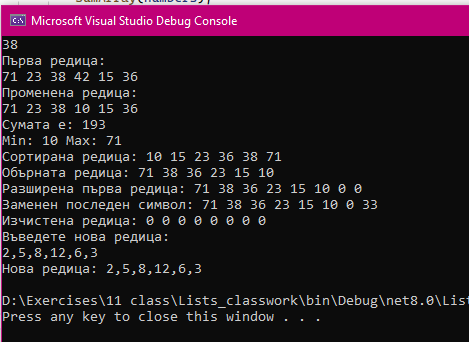 SumArray(numbers);
Microsoft Visual Studio Debug Console
38
Първа редица:
71 23 38 42 15 36
Променена редица:
71 23 38 10 15 36
Сумата е: 193
Min: 10 Max: 71
Сортирана редица: 10 15 23 36 38 71
Обърната редица: 71 38 36 23 15 10
Разширена първа редица: 71 38 36 23 15 10 0 0
Заменен последен символ: 71 38 36 23 15 10 0 33
Изчистена редица: 0 0 0 0 0 0 0 0
Въведете нова редица:
2,5,8,12,6,3
Нова редица: 2,5,8,12,6,3
D:\Exercises\11 class\Lists_classwork\bin\Debug\net8.0\List
Press any key to close this window . . .